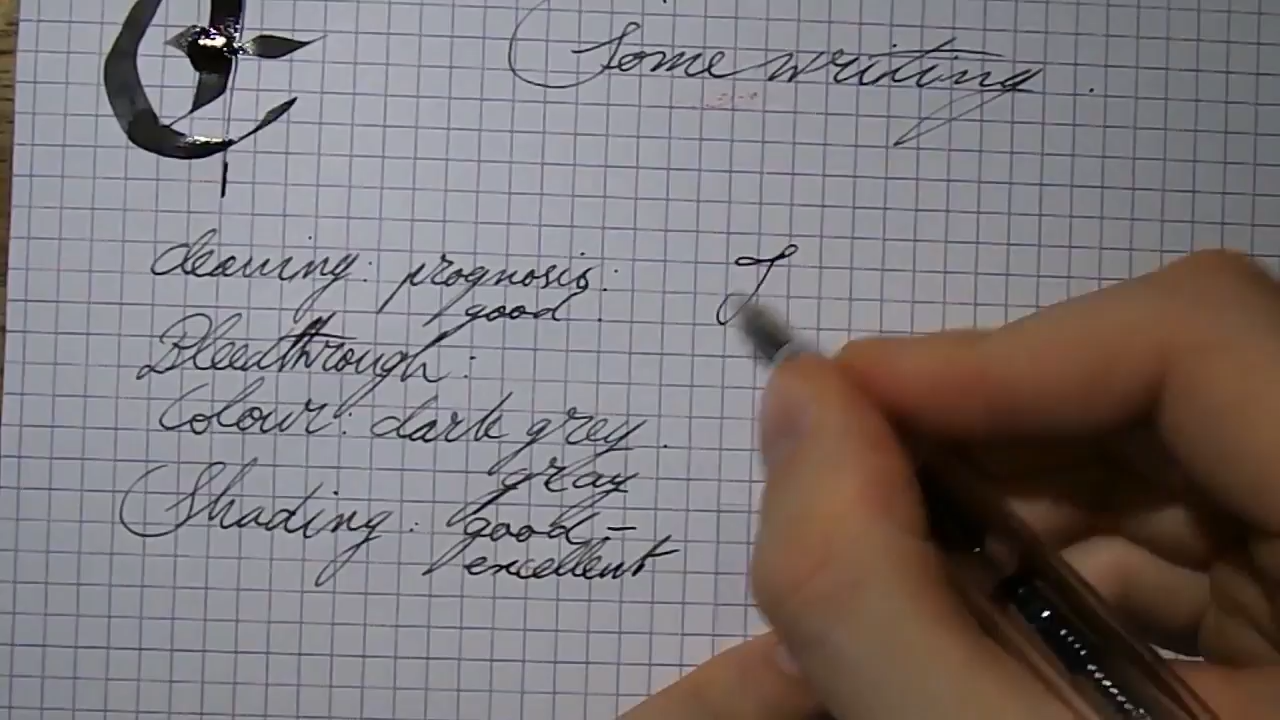 Some writing.
Cleaning: prognosis:
good.
Bleedthrough:
Colour: dark grey.
gray
Shading: good -
excellent